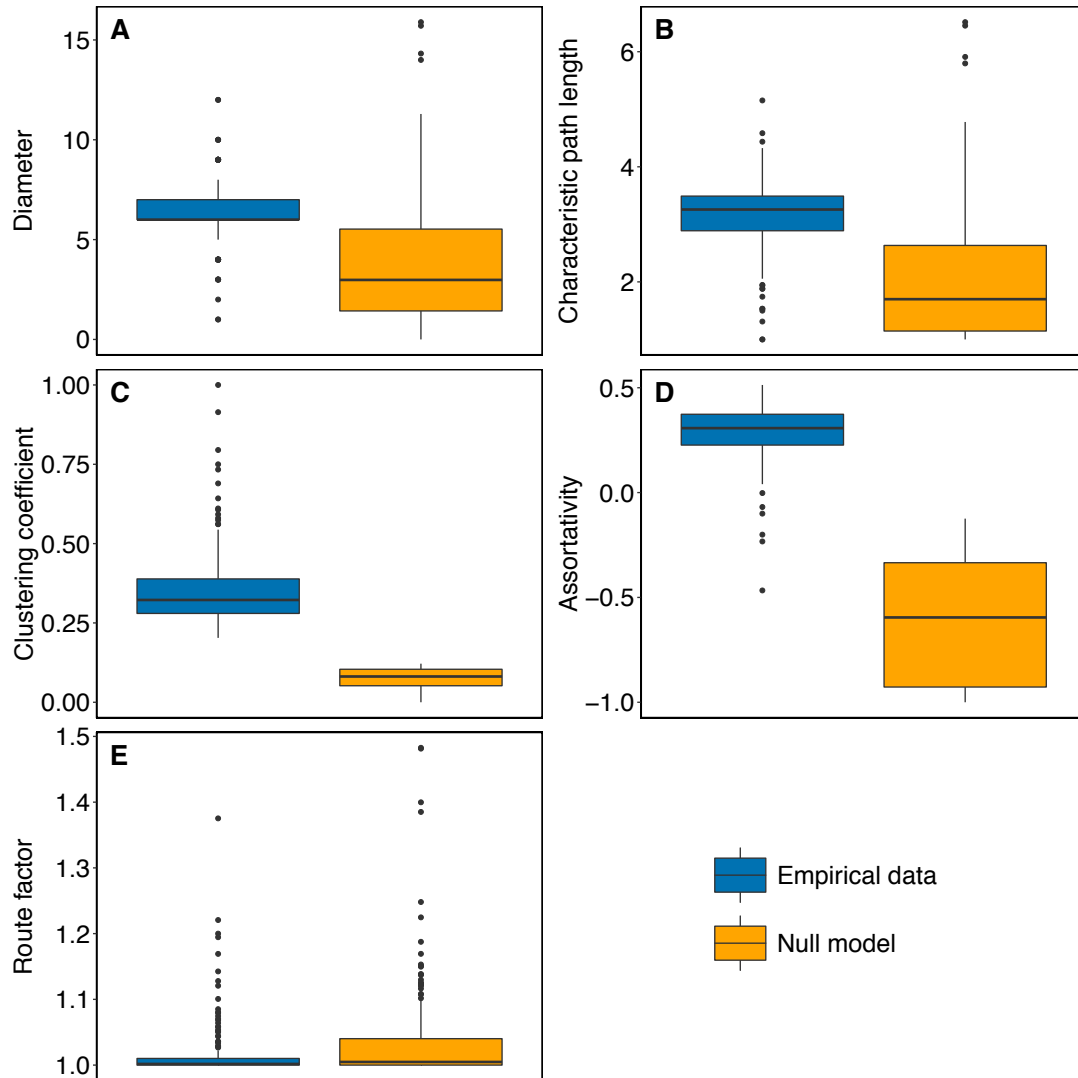 A
Diameter
15
10
5
0
B
Characteristic path length
6
4
2
C
Clustering coefficient
1.00
0.75
0.50
0.25
0.00
D
Assortativity
0.5
0.0
−0.5
−1.0
E
Route factor
1.5
1.4
1.3
1.2
1.1
1.0
Empirical data
Null model